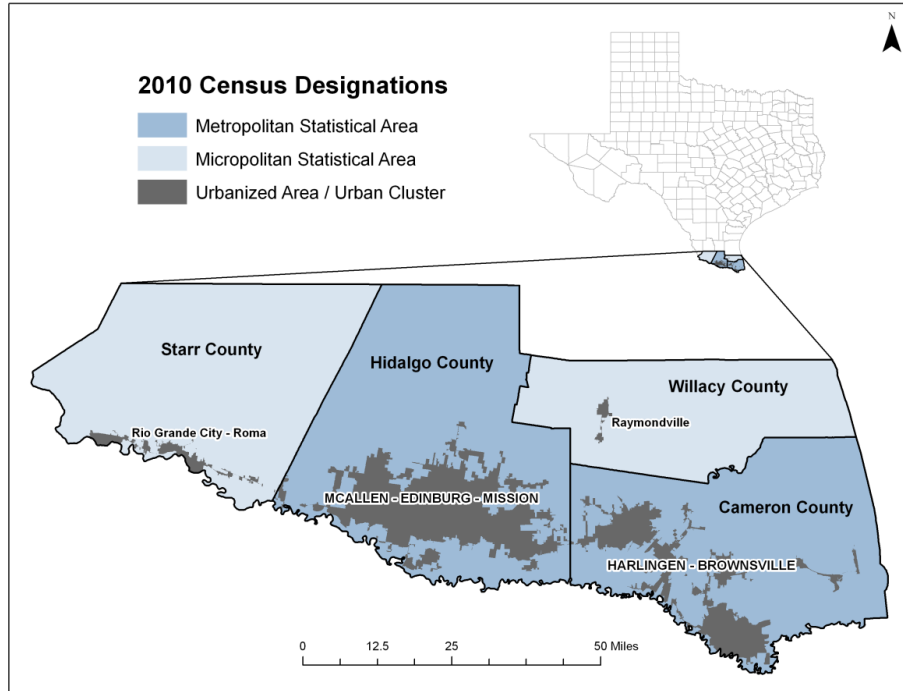 N
2010 Census Designations
Metropolitan Statistical Area
Micropolitan Statistical Area
Urbanized Area / Urban Cluster
Starr County
Hidalgo County
Willacy County
Rio Grande City - Roma
Raymondville
MCALLEN - EDINBURG - MISSION
Cameron County
HARLINGEN - BROWNSVILLE
0 12.5 25 50 Miles